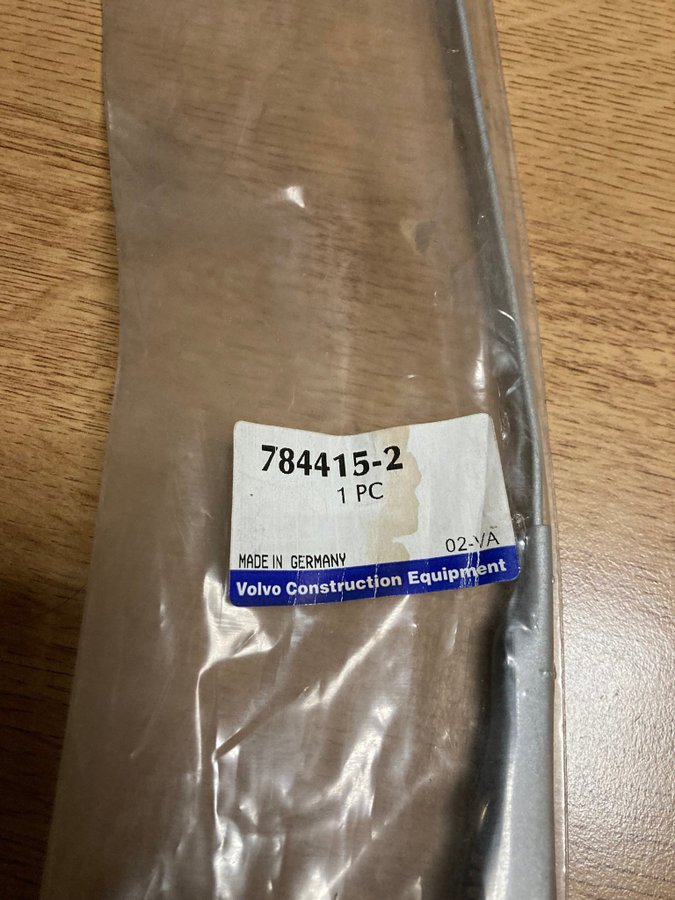 784415-2
1 PC
02-VA
MADE IN GERMANY
Volvo Construction Equipment